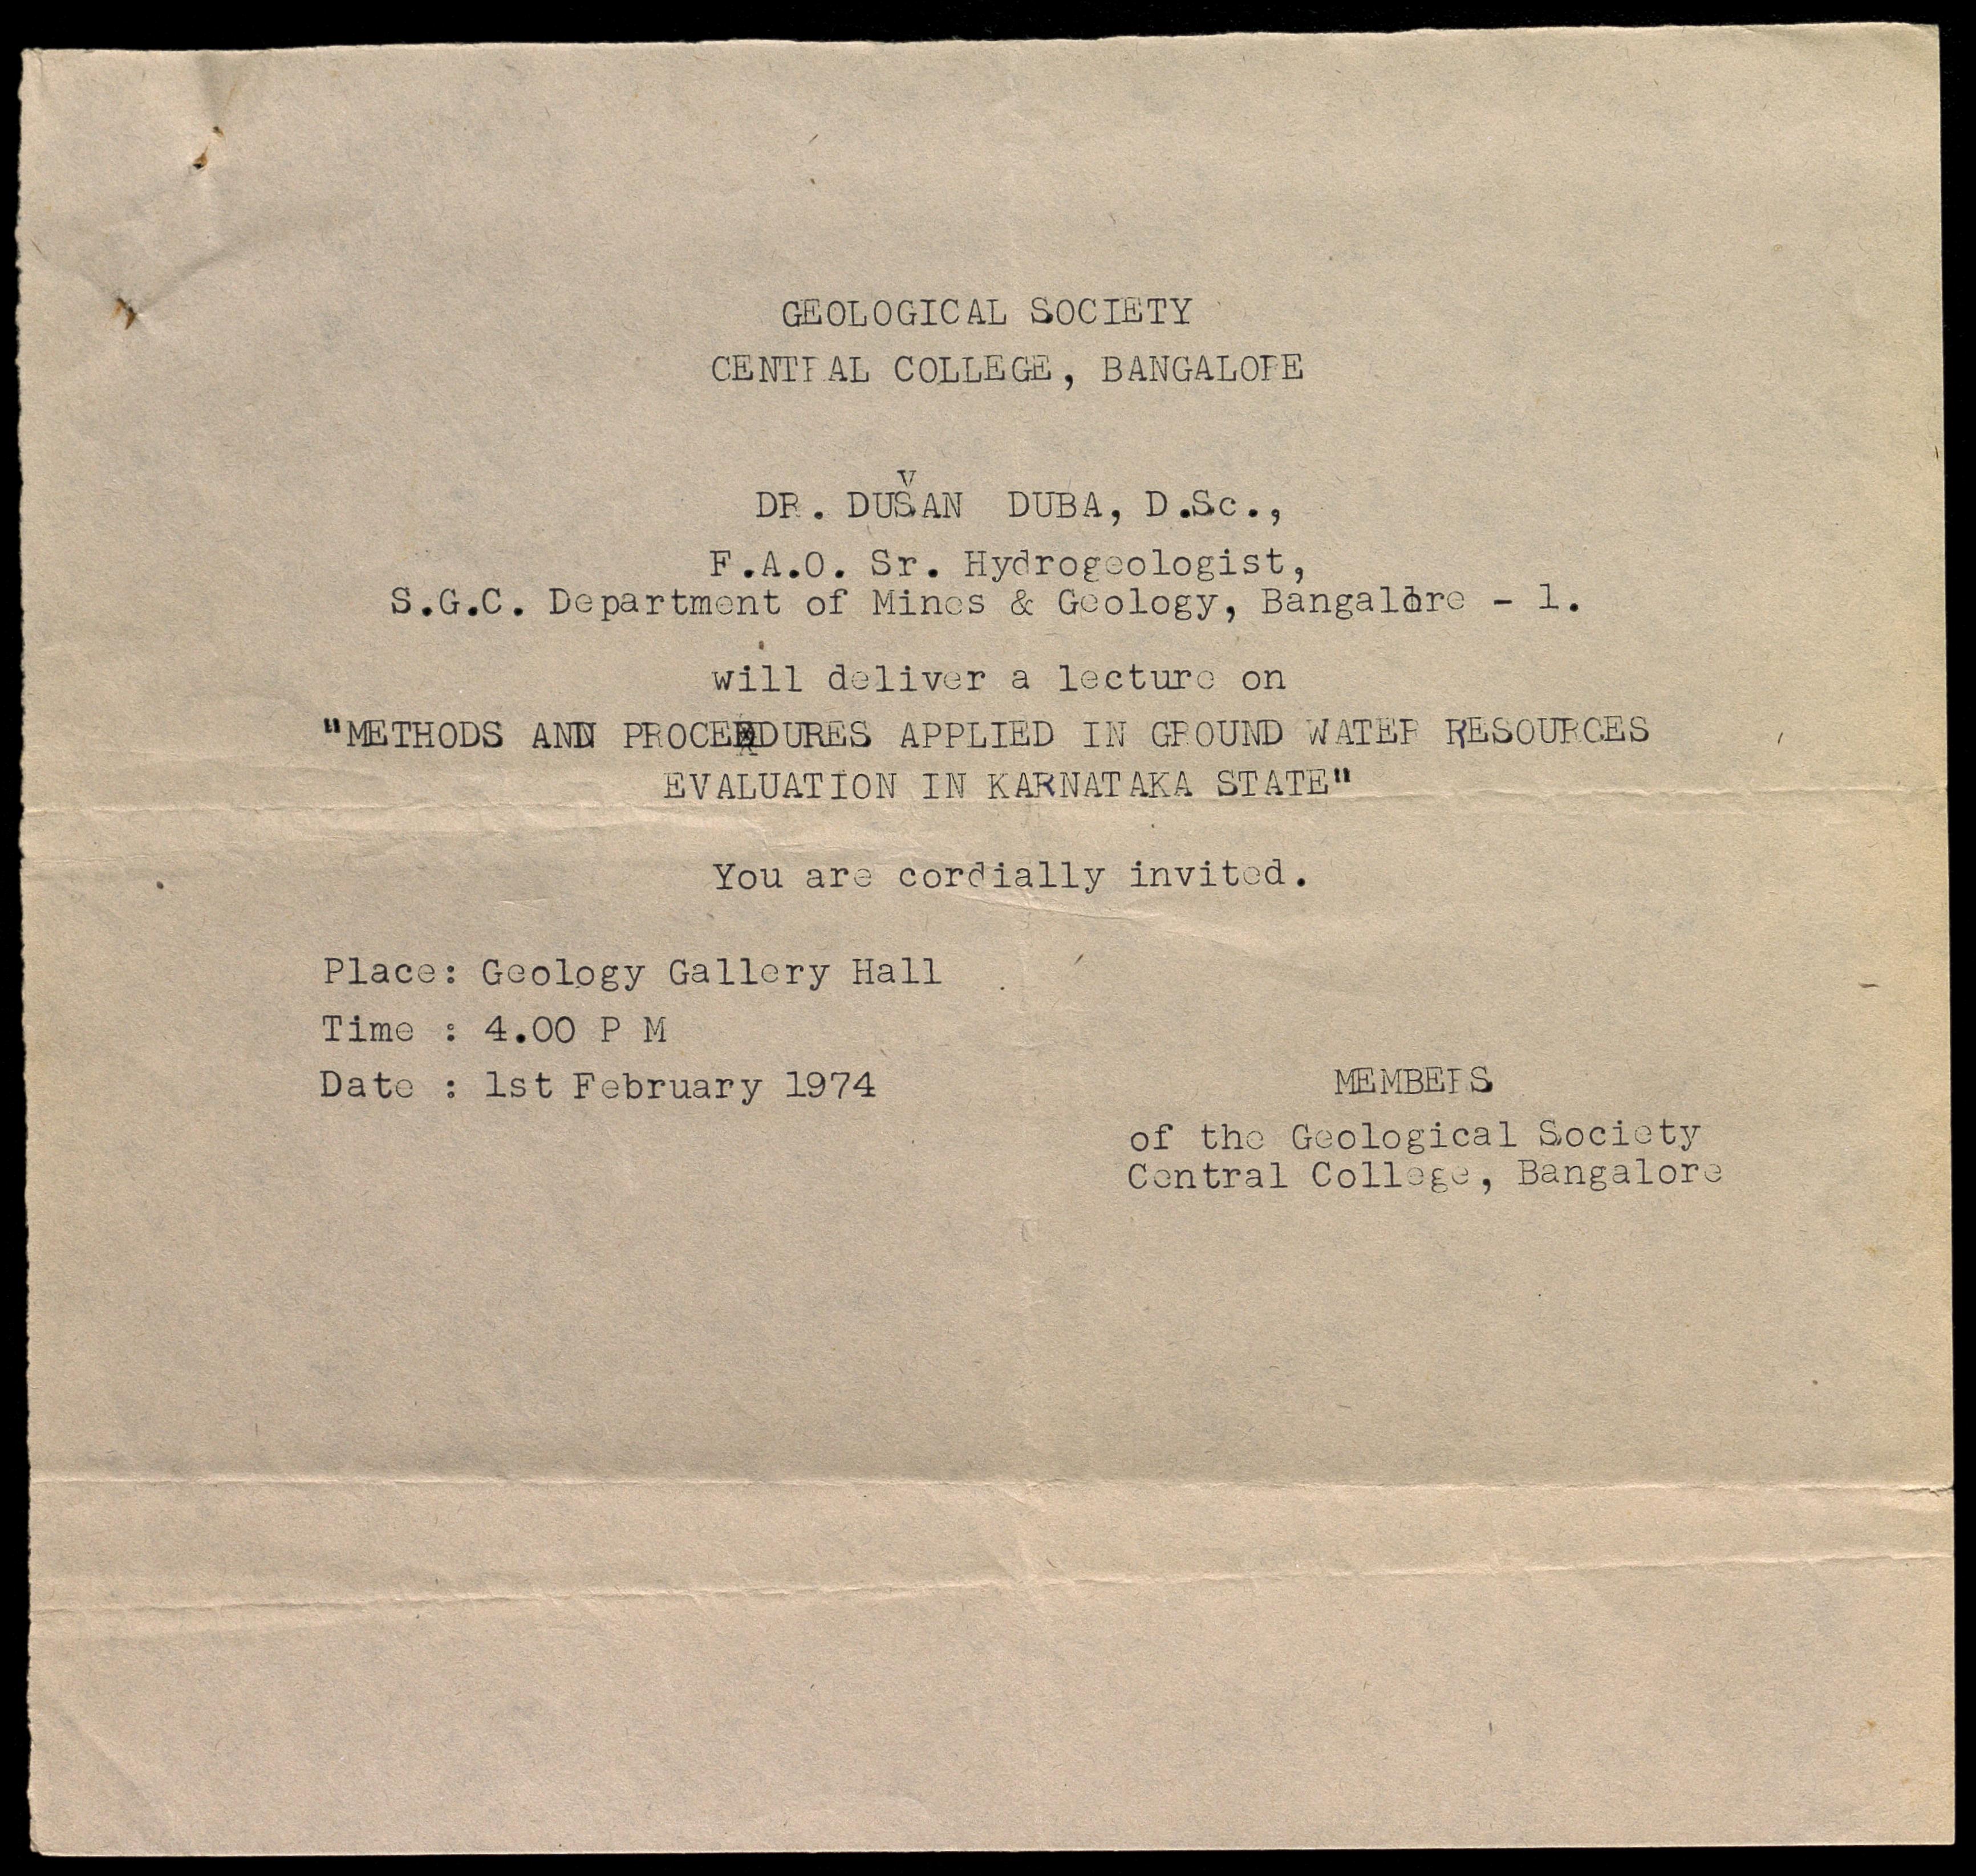 GEOLOGICAL SOCIETY
CENTRAL COLLEGE, BANGALORE
DR. DUŠAN DUBA, D.Sc.,
F.A.O. Sr. Hydrogeologist,
S.G.C. Department of Mines & Geology, Bangalore - 1.
will deliver a lecture on
"METHODS AND PROCEDURES APPLIED IN GROUND WATER RESOURCES
EVALUATION IN KARNATAKA STATE"
You are cordially invited.
Place: Geology Gallery Hall
Time : 4.00 P M
Date : 1st February 1974
MEMBERS
of the Geological Society
Central College, Bangalore